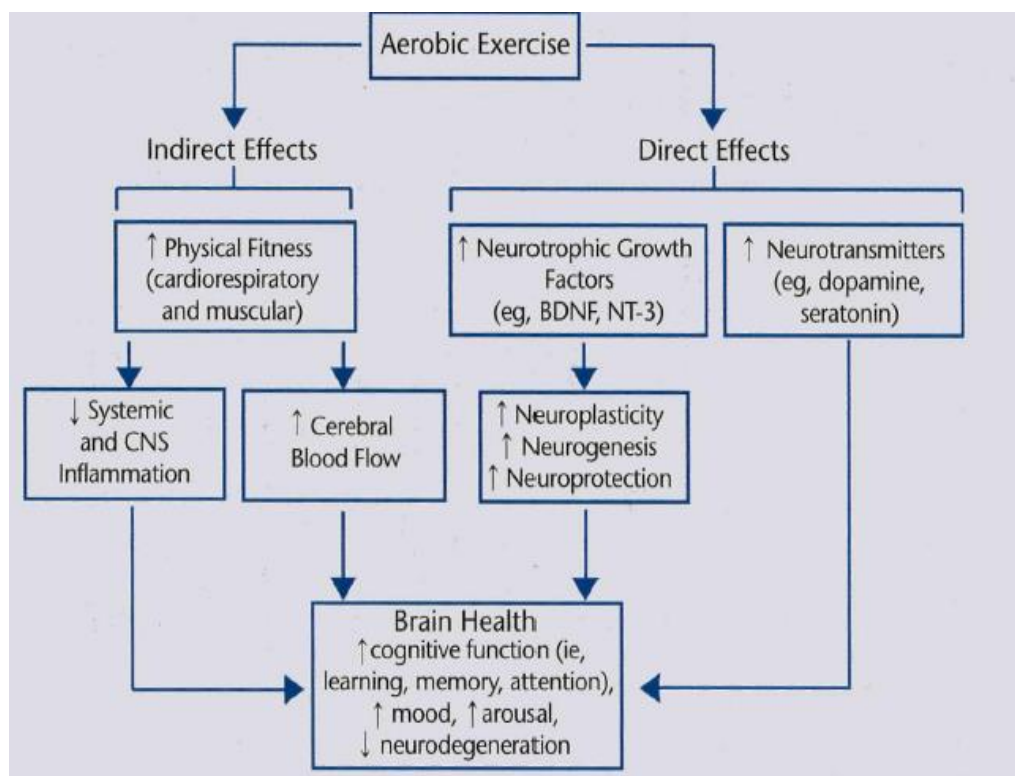 Aerobic Exercise
Indirect Effects
Direct Effects
↑ Physical Fitness
(cardiorespiratory
and muscular)
↑ Neurotrophic Growth
Factors
(eg, BDNF, NT-3)
↑ Neurotransmitters
(eg, dopamine,
seratonin)
↓ Systemic
and CNS
Inflammation
↑ Cerebral
Blood Flow
↑ Neuroplasticity
↑ Neurogenesis
↑ Neuroprotection
Brain Health
↑cognitive function (ie,
learning, memory, attention),
↑ mood, ↑ arousal,
↓ neurodegeneration